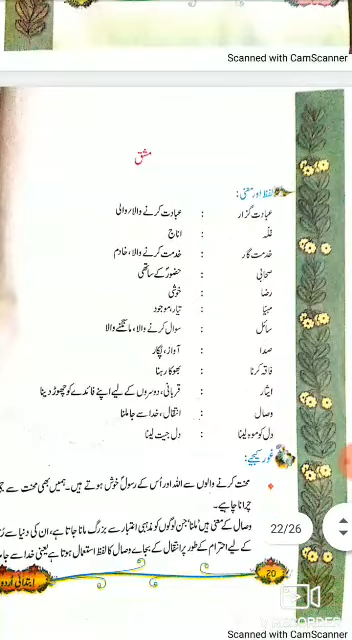 Scanned with CamScanner
مشق
لفظ اور معنی:
عبادت گزار : عبادت کرنے والا/والی
غلّہ : اناج
خدمت گار : خدمت کرنے والا، خادم
صحابیؓ : حضورؐ کے ساتھی
رضا : خوشی
مہیّا : تیار، موجود
سائل : سوال کرنے والا، مانگنے والا
صدا : آواز، پکار
فاقہ کرنا : بھوکا رہنا
ایثار : قربانی، دوسروں کے لیے اپنے فائدے کو چھوڑ دینا
وصال : انتقال، خدا سے جا ملنا
دل کو موہ لینا : دل جیت لینا
غور کیجیے:
محنت کرنے والوں سے اللہ اور اُس کے رسولؐ خوش ہوتے ہیں۔ ہمیں بھی محنت سے
چرانا چاہیے۔
وصال کے معنی ہیں 'ملنا' جن لوگوں کو مذہبی اعتبار سے بزرگ مانا جاتا ہے، ان کی دنیا سے
کے لیے احترام کے طور پر انتقال کے بجائے وصال کا لفظ استعمال ہوتا ہے یعنی خدا سے
22/26
20
ابتدائی اُردو
RECORDER
Scanned with CamScanner